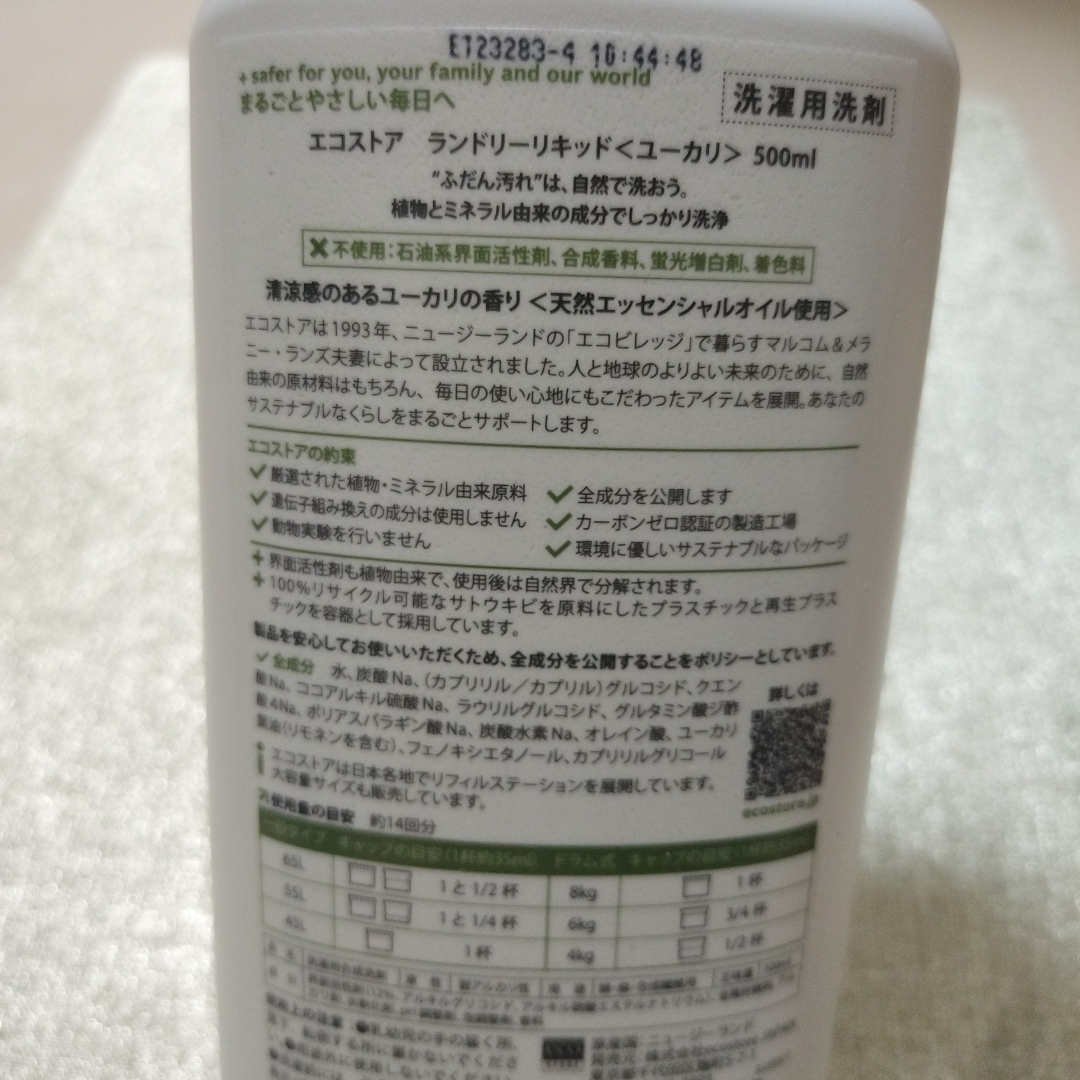 E123283-4 10:44:48
+ safer for you, your family and our world
まるごとやさしい毎日へ
洗濯用洗剤
エコストア ランドリーリキッド<ユーカリ> 500ml
"ふだん汚れ"は、自然で洗おう。
植物とミネラル由来の成分でしっかり洗浄
✖不使用:石油系界面活性剤、合成香料、蛍光増白剤、着色料
清涼感のあるユーカリの香り<天然エッセンシャルオイル使用>
エコストアは1993年、ニュージーランドの「エコビレッジ」で暮らすマルコム&メラ
ニー・ランズ夫妻によって設立されました。人と地球のよりよい未来のために、自然
由来の原材料はもちろん、毎日の使い心地にもこだわったアイテムを展開。あなたの
サステナブルなくらしをまるごとサポートします。
エコストアの約束
✓厳選された植物・ミネラル由来原料
✓遺伝子組み換えの成分は使用しません
✓動物実験を行いません
✓全成分を公開します
✓カーボンゼロ認証の製造工場
✓環境に優しいサステナブルなパッケージ
+ 界面活性剤も植物由来で、使用後は自然界で分解されます。
+ 100%リサイクル可能なサトウキビを原料にしたプラスチックと再生プラス
チックを容器として採用しています。
製品を安心してお使いいただくため、全成分を公開することをポリシーとしています。
✓全成分 水、炭酸Na、(カプリリル/カプリル)グルコシド、クエン
酸Na、ココアルキル硫酸Na、ラウリルグルコシド、グルタミン酸ジ酢
酸4Na、ポリアスパラギン酸Na、炭酸水素Na、オレイン酸、ユーカリ
葉油(リモネンを含む)、フェノキシエタノール、カプリリルグリコール
詳しくは
ecostore.jp
エコストアは日本各地でリフィルステーションを展開しています。
大容量サイズも販売しています。
使用量の目安 約14回分
キャップの目安(1杯約35ml) ドラム式 キャップの目安
65L 1と1/2杯 8kg 1杯
55L 1と1/4杯 6kg 3/4杯
45L 1杯 4kg 1/2杯